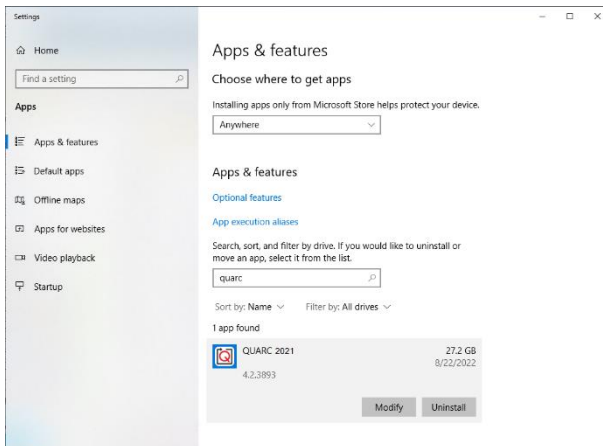 Settings
Home
Find a setting
Apps
Apps & features
Default apps
Offline maps
Apps for websites
Video playback
Startup
Apps & features
Choose where to get apps
Installing apps only from Microsoft Store helps protect your device.
Anywhere
Apps & features
Optional features
App execution aliases
Search, sort, and filter by drive. If you would like to uninstall or
move an app, select it from the list.
quarc
Sort by: Name Filter by: All drives
1 app found
QUARC 2021 27.2 GB
8/22/2022
4.2.3893
Modify Uninstall